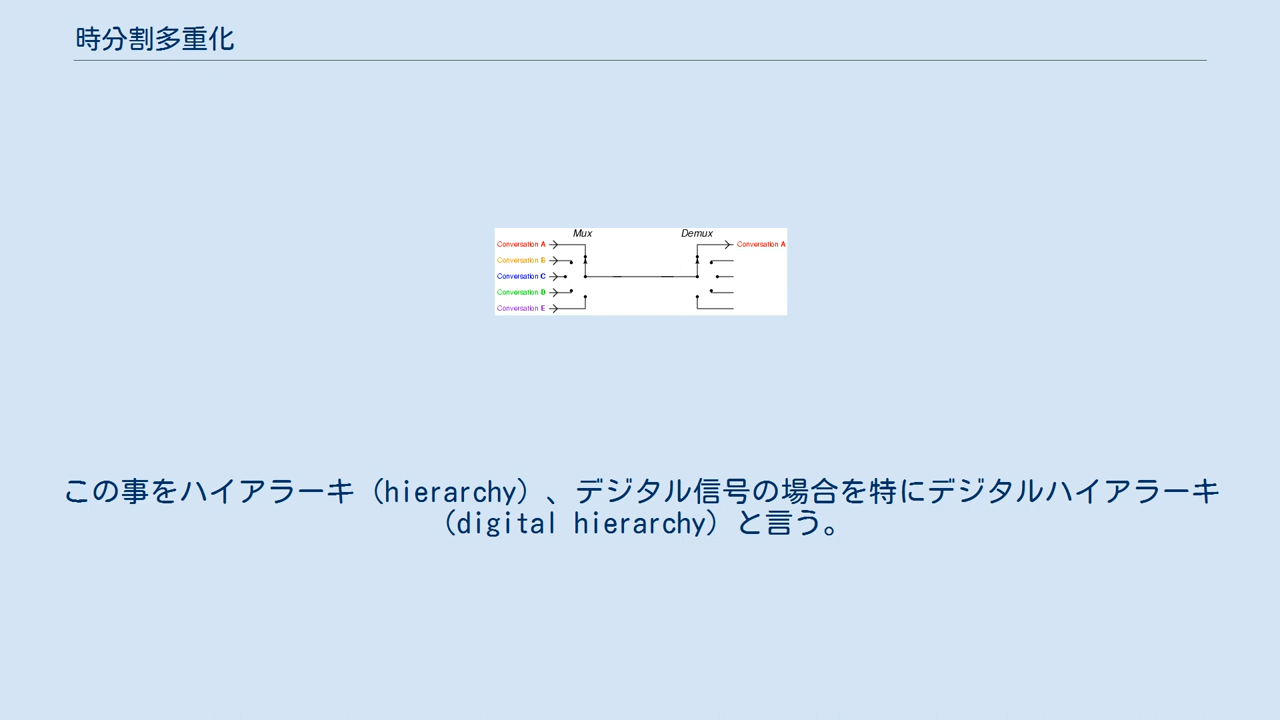 時分割多重化
Mux Demux
Conversation A Conversation A
Conversation B
Conversation C
Conversation D
Conversation E
この事をハイアラーキ（hierarchy）、デジタル信号の場合を特にデジタルハイアラーキ
（digital hierarchy）と言う。